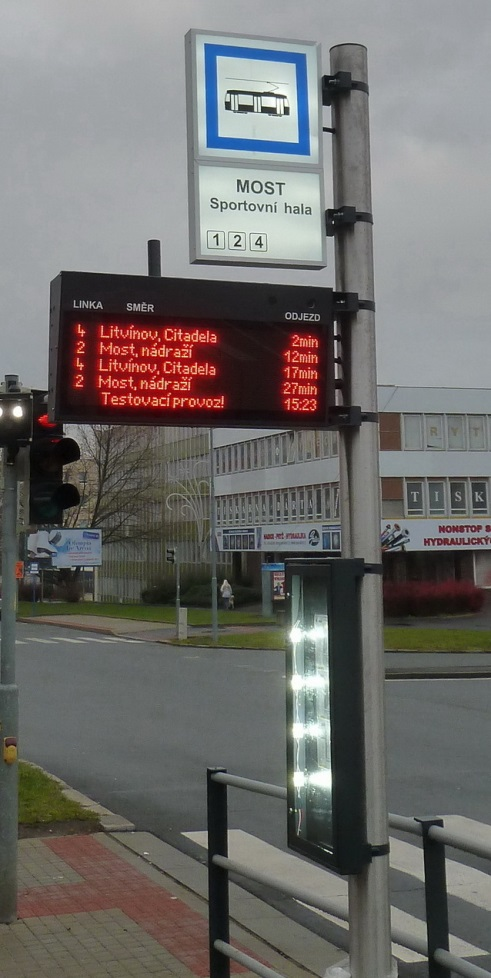 MOST
Sportovní hala
1 2 4
LINKA SMĚR ODJEZD
4 Litvínov, Citadela 2min
2 Most, nádraží 12min
4 Litvínov, Citadela 17min
2 Most, nádraží 27min
Testovací provoz! 15:23
TISK
NONSTOP S
HYDRAULICKÝ